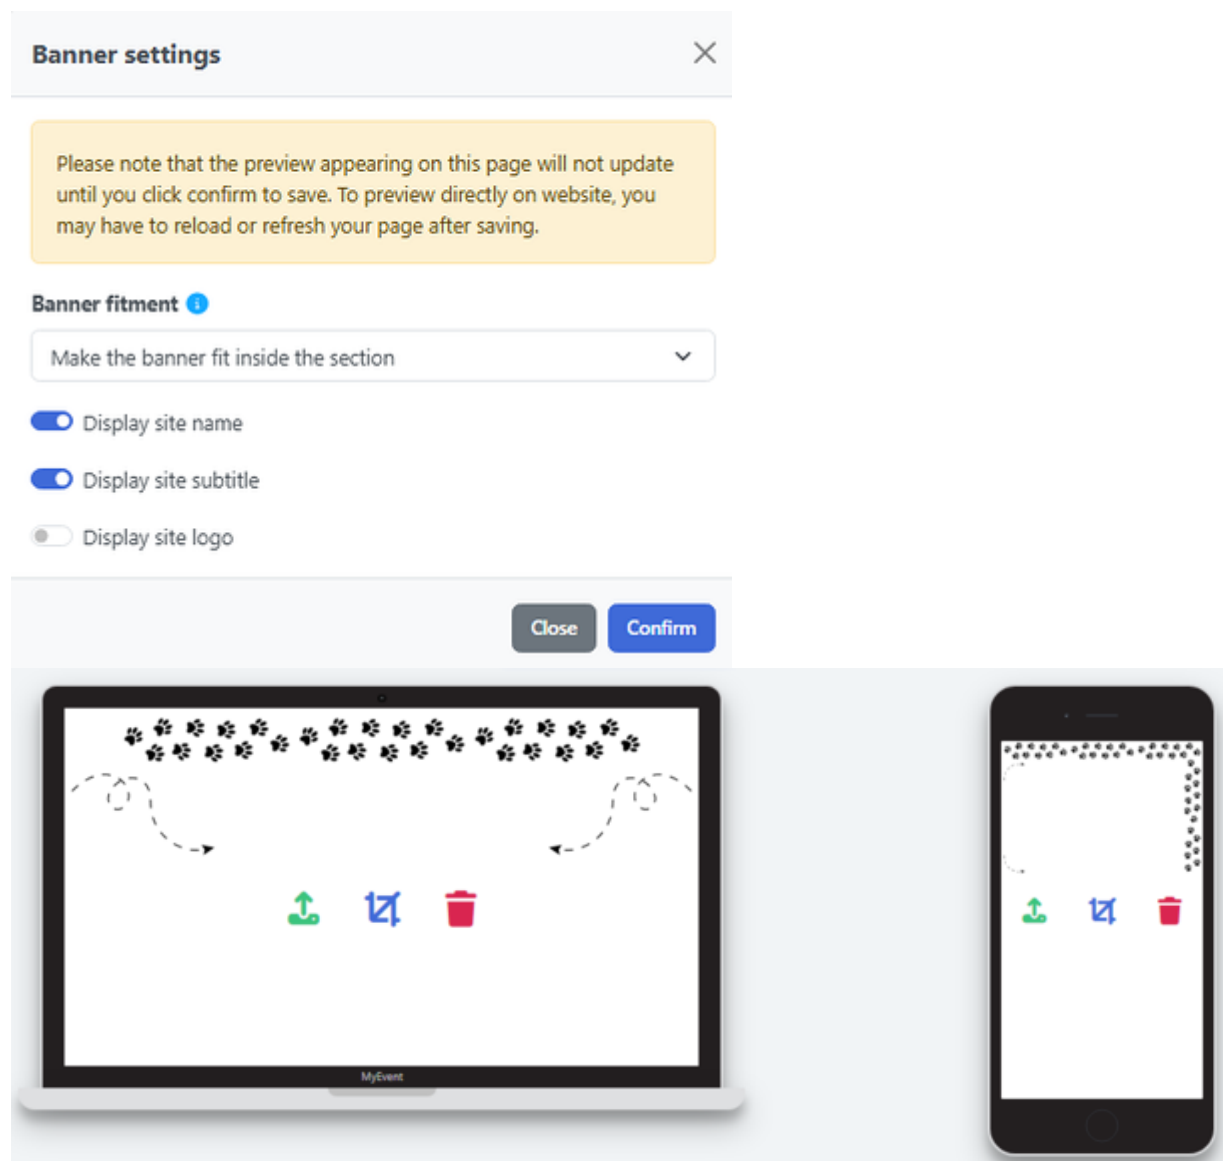 Banner settings
Please note that the preview appearing on this page will not update
until you click confirm to save. To preview directly on website, you
may have to reload or refresh your page after saving.
Banner fitment
Make the banner fit inside the section
Display site name
Display site subtitle
Display site logo
Close Confirm
MyEvent